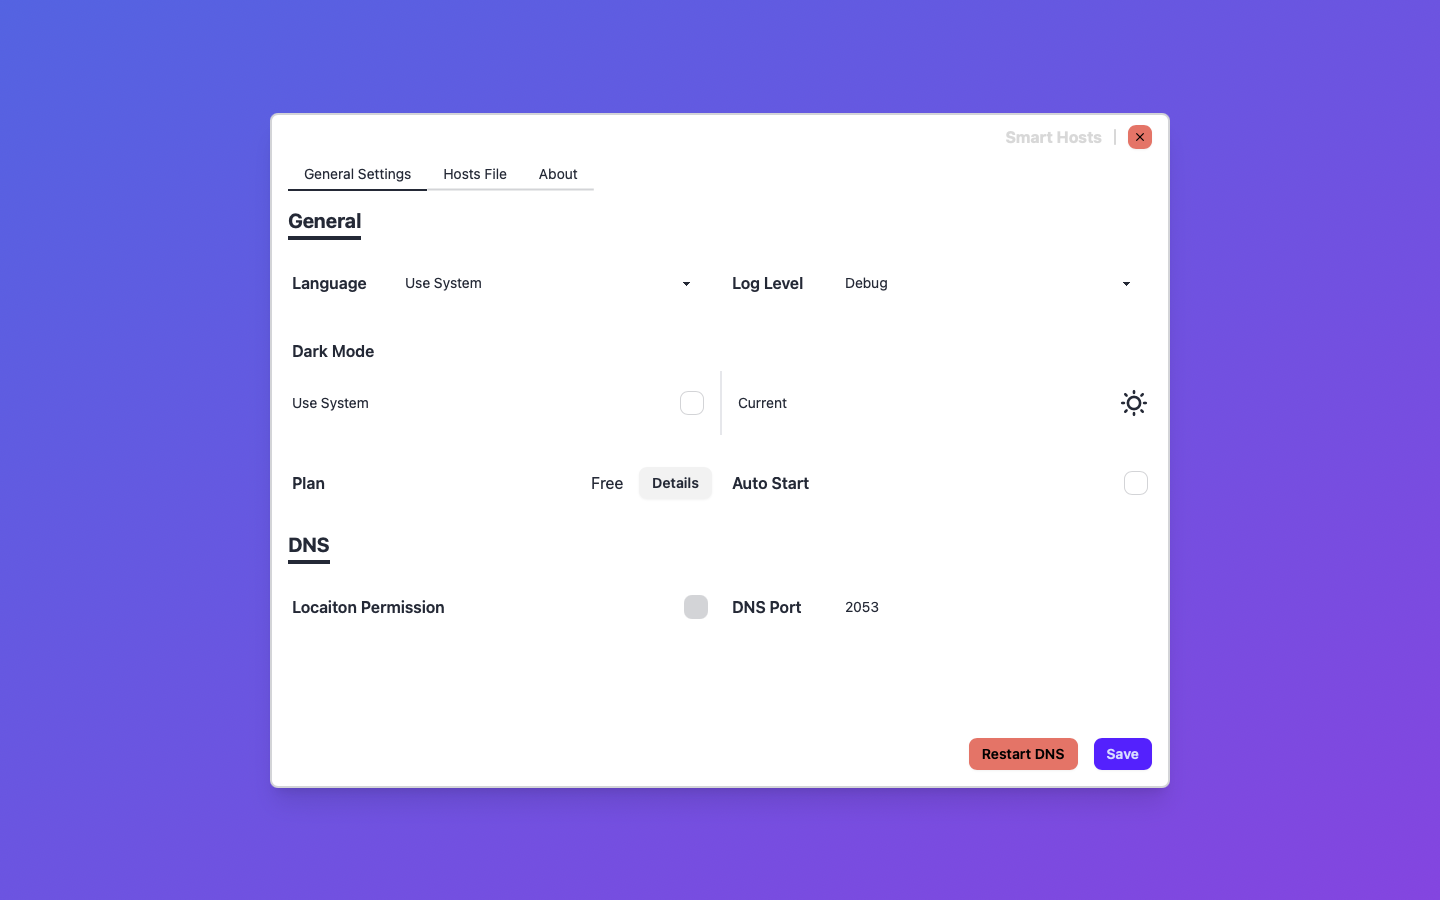 Smart Hosts |
General Settings Hosts File About
General
Language Use System Log Level Debug
Dark Mode
Use System Current
Plan Free Details Auto Start
DNS
Locaiton Permission DNS Port 2053
Restart DNS Save